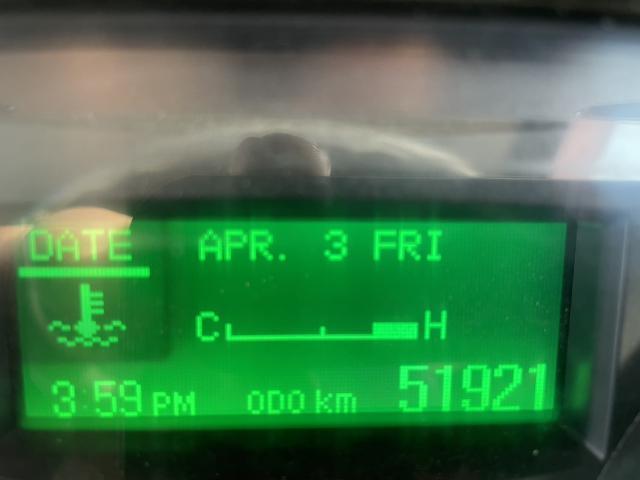 DATE APR. 3 FRI
C H
3:59 PM ODO km 51921